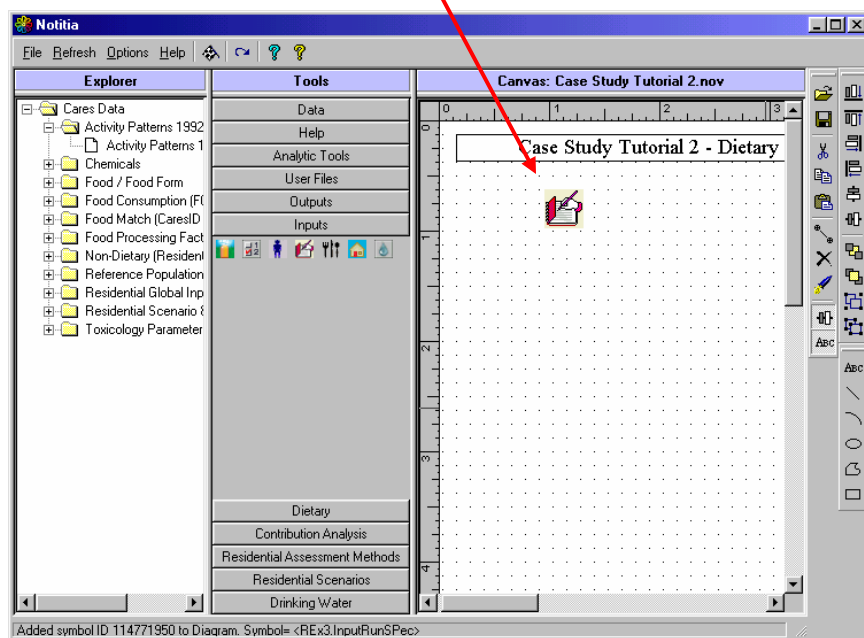 Notitia
File Refresh Options Help
Explorer
Tools
Canvas: Case Study Tutorial 2.nov
Cares Data
Activity Patterns 1992
Activity Patterns 1
Chemicals
Food / Food Form
Food Consumption (F
Food Match (CaresID
Food Processing Fact
Non-Dietary (Resident
Reference Population
Residential Global Inp
Residential Scenario
Toxicology Parameter
Data
Help
Analytic Tools
User Files
Outputs
Inputs
Dietary
Contribution Analysis
Residential Assessment Methods
Residential Scenarios
Drinking Water
0 1 2 3
0
1
2
3
4
Case Study Tutorial 2 - Dietary
ABC
ABC
Added symbol ID 114771950 to Diagram. Symbol= <REx3.InputRunSPec>